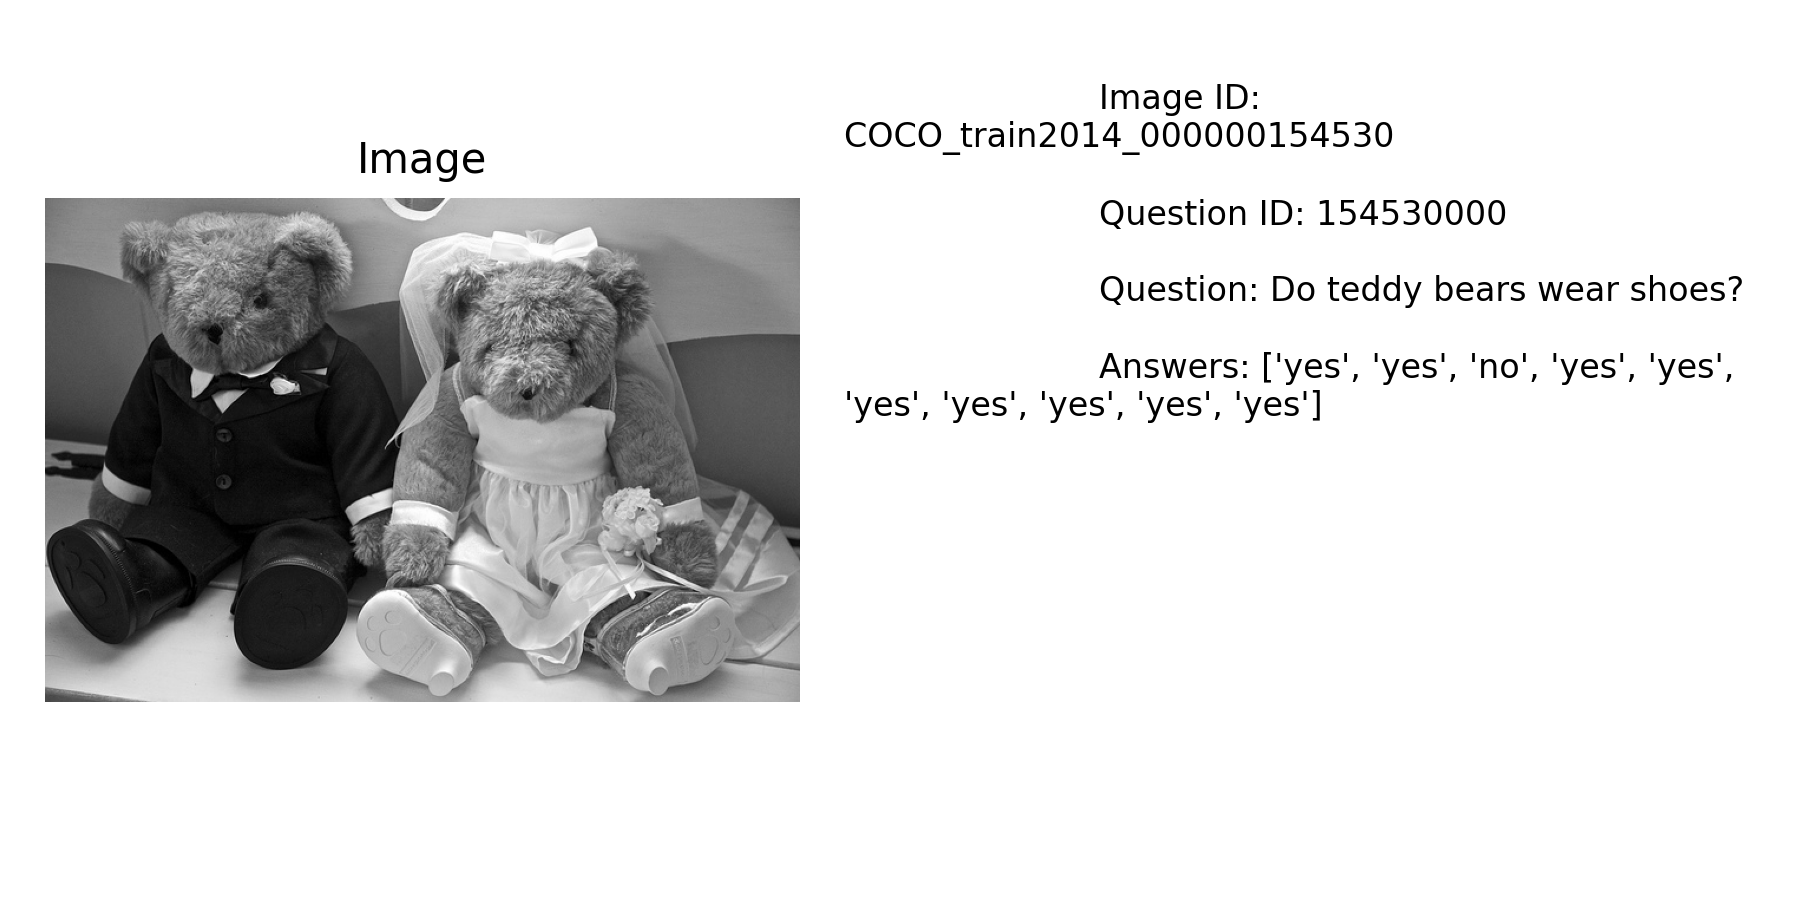 Image
Image ID:
COCO_train2014_000000154530
Question ID: 154530000
Question: Do teddy bears wear shoes?
Answers: ['yes', 'yes', 'no', 'yes', 'yes',
'yes', 'yes', 'yes', 'yes', 'yes']